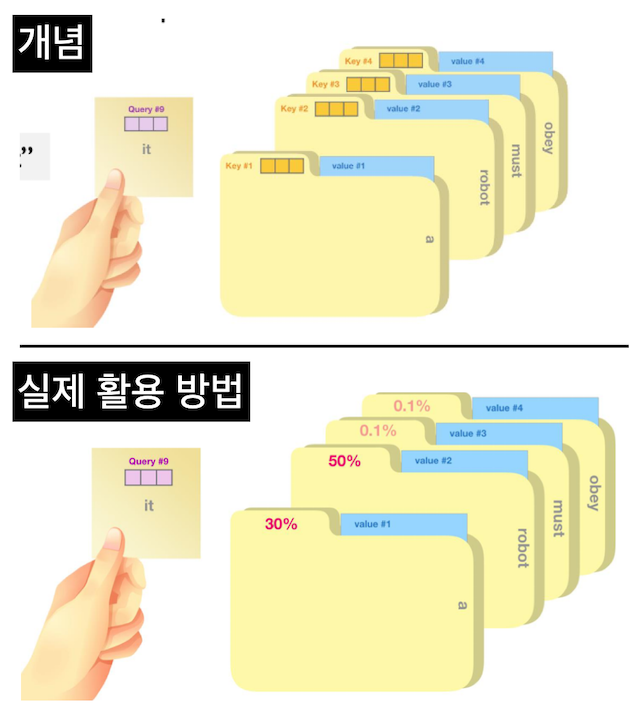 개념
Query #9
it
”
Key #4 value #4
Key #3 value #3
Key #2 value #2
Key #1 value #1
obey
must
robot
a
실제 활용 방법
Query #9
it
0.1% value #4
0.1% value #3
50% value #2
30% value #1
obey
must
robot
a